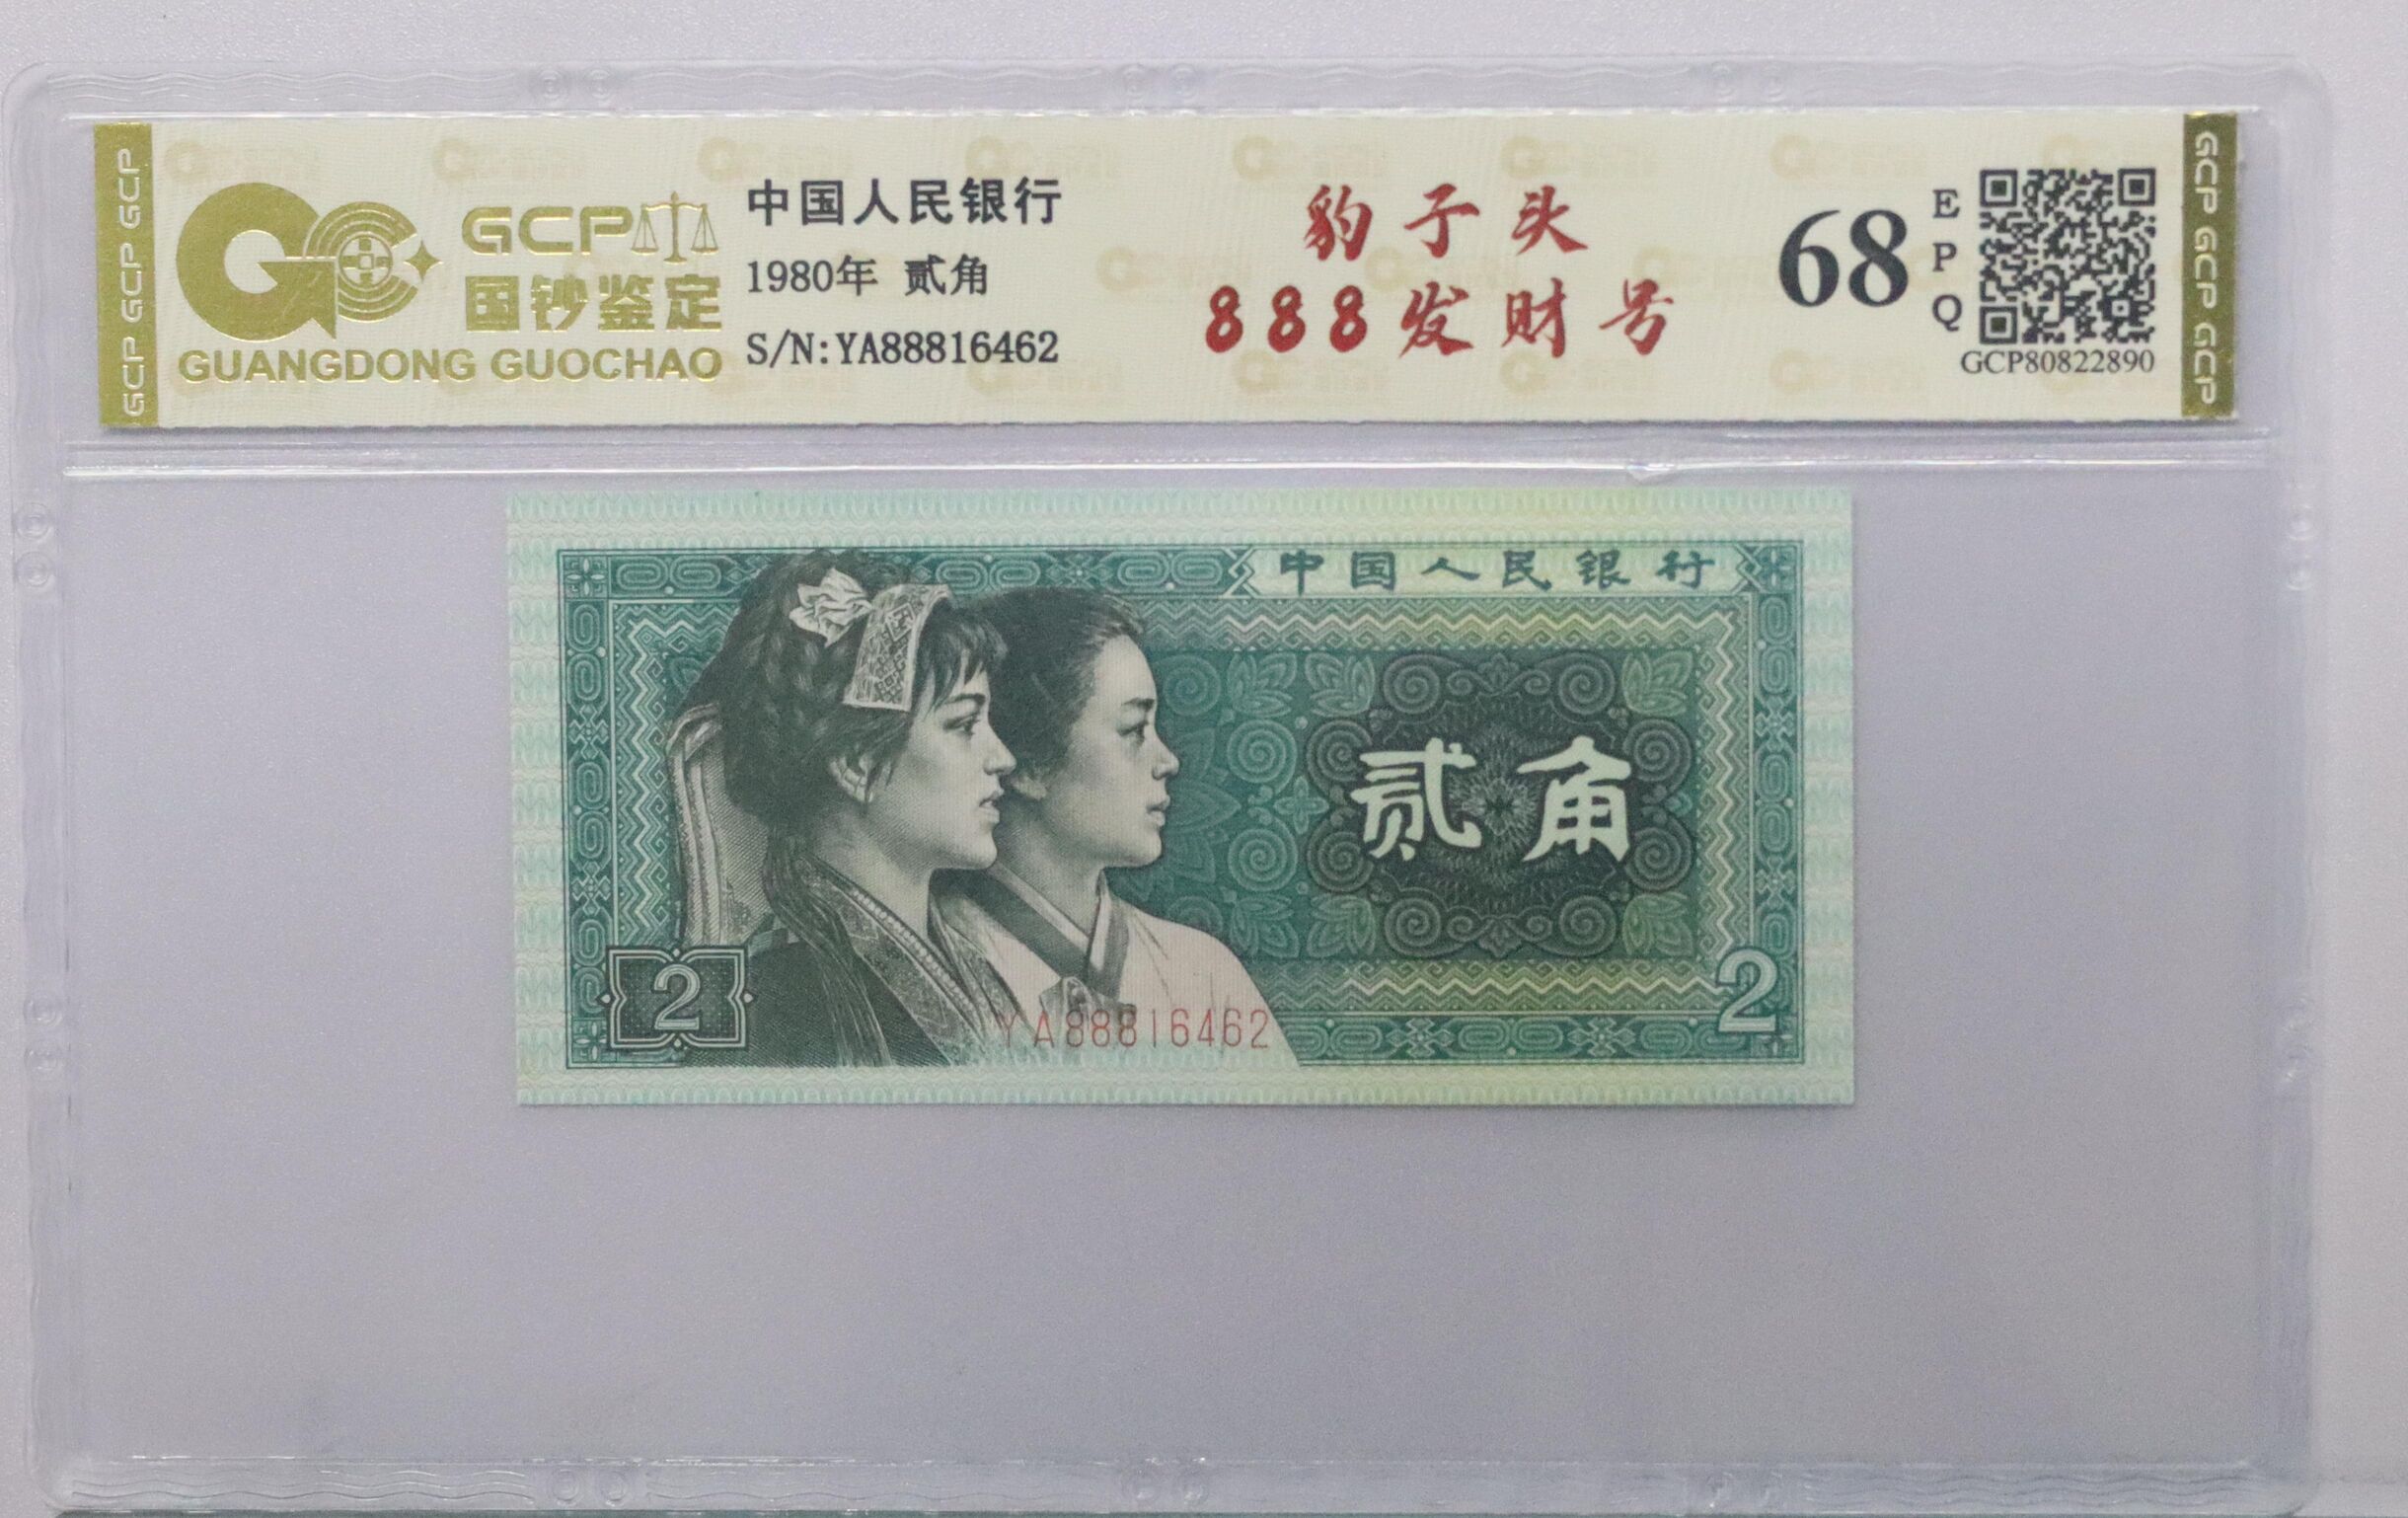 GCP GCP GCP
GCP
国钞鉴定
GUANGDONG GUOCHAO
中国人民银行
1980年 贰角
S/N:YA88816462
豹子头
888发财号
68
EPQ
GCP80822890
GCP GCP GCP
中国人民银行
贰角
2
YA88816462
2